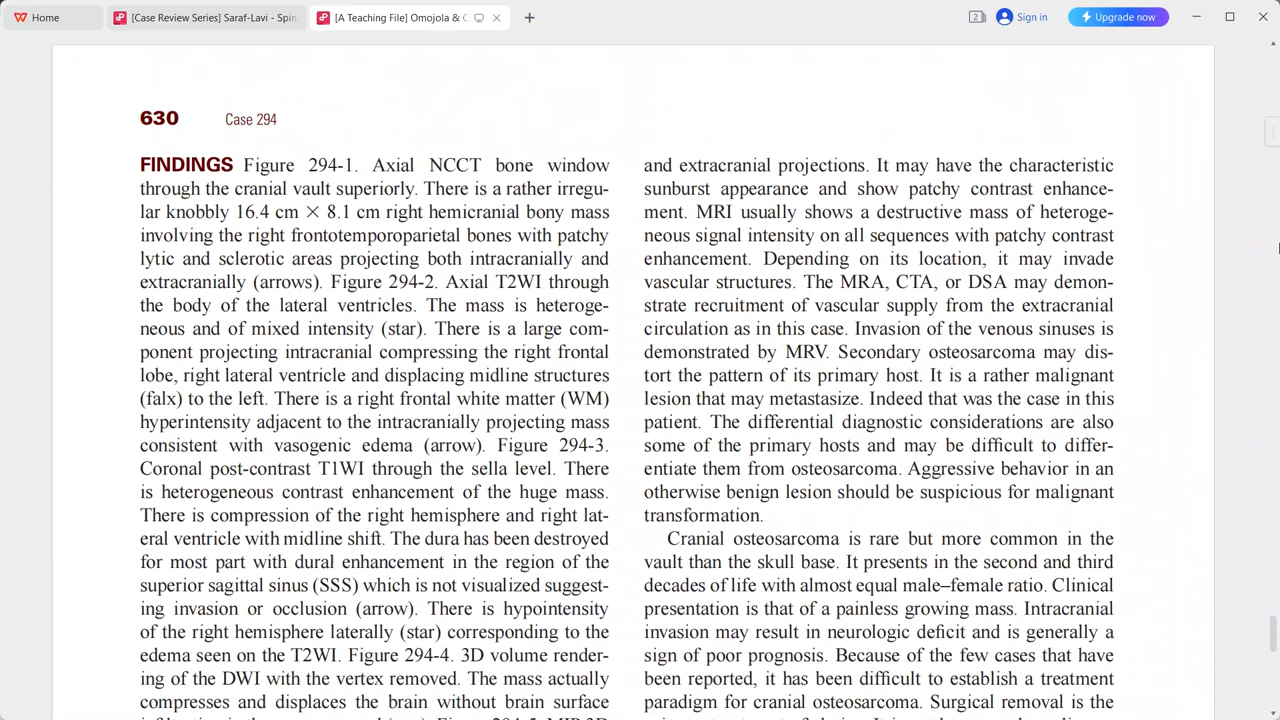 Home
[Case Review Series] Saraf-Lavi - Spin
[A Teaching File] Omojola & C
2
Sign in
Upgrade now
630 Case 294
FINDINGS Figure 294-1. Axial NCCT bone window
through the cranial vault superiorly. There is a rather irregu-
lar knobbly 16.4 cm × 8.1 cm right hemicranial bony mass
involving the right frontotemporoparietal bones with patchy
lytic and sclerotic areas projecting both intracranially and
extracranially (arrows). Figure 294-2. Axial T2WI through
the body of the lateral ventricles. The mass is heteroge-
neous and of mixed intensity (star). There is a large com-
ponent projecting intracranial compressing the right frontal
lobe, right lateral ventricle and displacing midline structures
(falx) to the left. There is a right frontal white matter (WM)
hyperintensity adjacent to the intracranially projecting mass
consistent with vasogenic edema (arrow). Figure 294-3.
Coronal post-contrast T1WI through the sella level. There
is heterogeneous contrast enhancement of the huge mass.
There is compression of the right hemisphere and right lat-
eral ventricle with midline shift. The dura has been destroyed
for most part with dural enhancement in the region of the
superior sagittal sinus (SSS) which is not visualized suggest-
ing invasion or occlusion (arrow). There is hypointensity
of the right hemisphere laterally (star) corresponding to the
edema seen on the T2WI. Figure 294-4. 3D volume render-
ing of the DWI with the vertex removed. The mass actually
compresses and displaces the brain without brain surface
and extracranial projections. It may have the characteristic
sunburst appearance and show patchy contrast enhance-
ment. MRI usually shows a destructive mass of heteroge-
neous signal intensity on all sequences with patchy contrast
enhancement. Depending on its location, it may invade
vascular structures. The MRA, CTA, or DSA may demon-
strate recruitment of vascular supply from the extracranial
circulation as in this case. Invasion of the venous sinuses is
demonstrated by MRV. Secondary osteosarcoma may dis-
tort the pattern of its primary host. It is a rather malignant
lesion that may metastasize. Indeed that was the case in this
patient. The differential diagnostic considerations are also
some of the primary hosts and may be difficult to differ-
entiate them from osteosarcoma. Aggressive behavior in an
otherwise benign lesion should be suspicious for malignant
transformation.
Cranial osteosarcoma is rare but more common in the
vault than the skull base. It presents in the second and third
decades of life with almost equal male–female ratio. Clinical
presentation is that of a painless growing mass. Intracranial
invasion may result in neurologic deficit and is generally a
sign of poor prognosis. Because of the few cases that have
been reported, it has been difficult to establish a treatment
paradigm for cranial osteosarcoma. Surgical removal is the